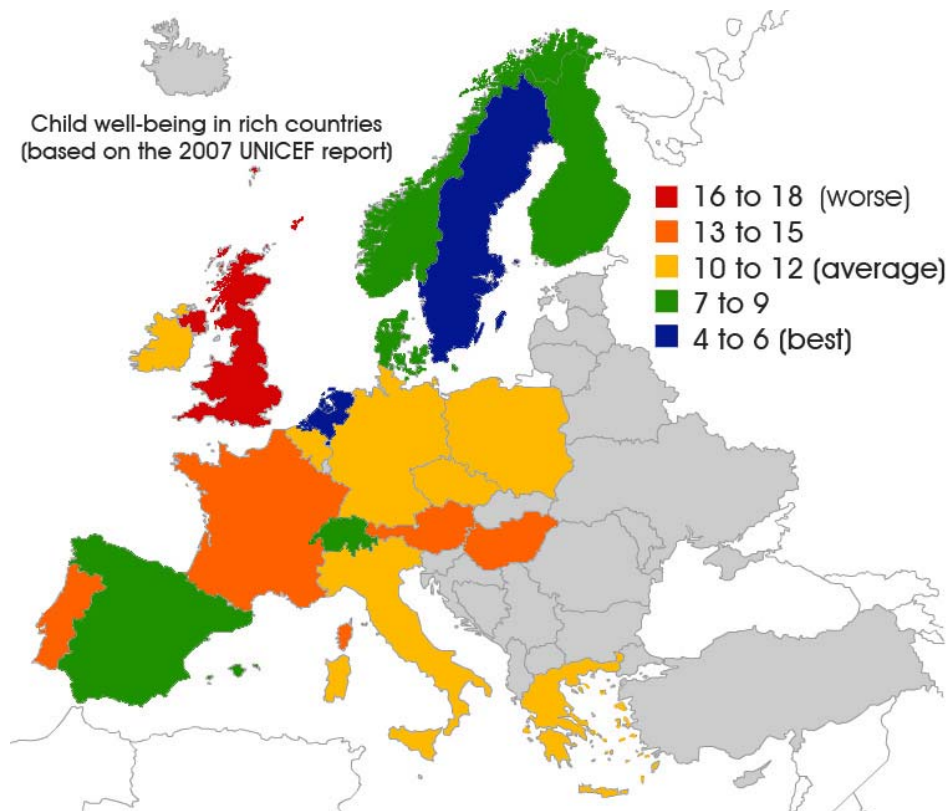 Child well-being in rich countries
(based on the 2007 UNICEF report)
16 to 18 (worse)
13 to 15
10 to 12 (average)
7 to 9
4 to 6 (best)